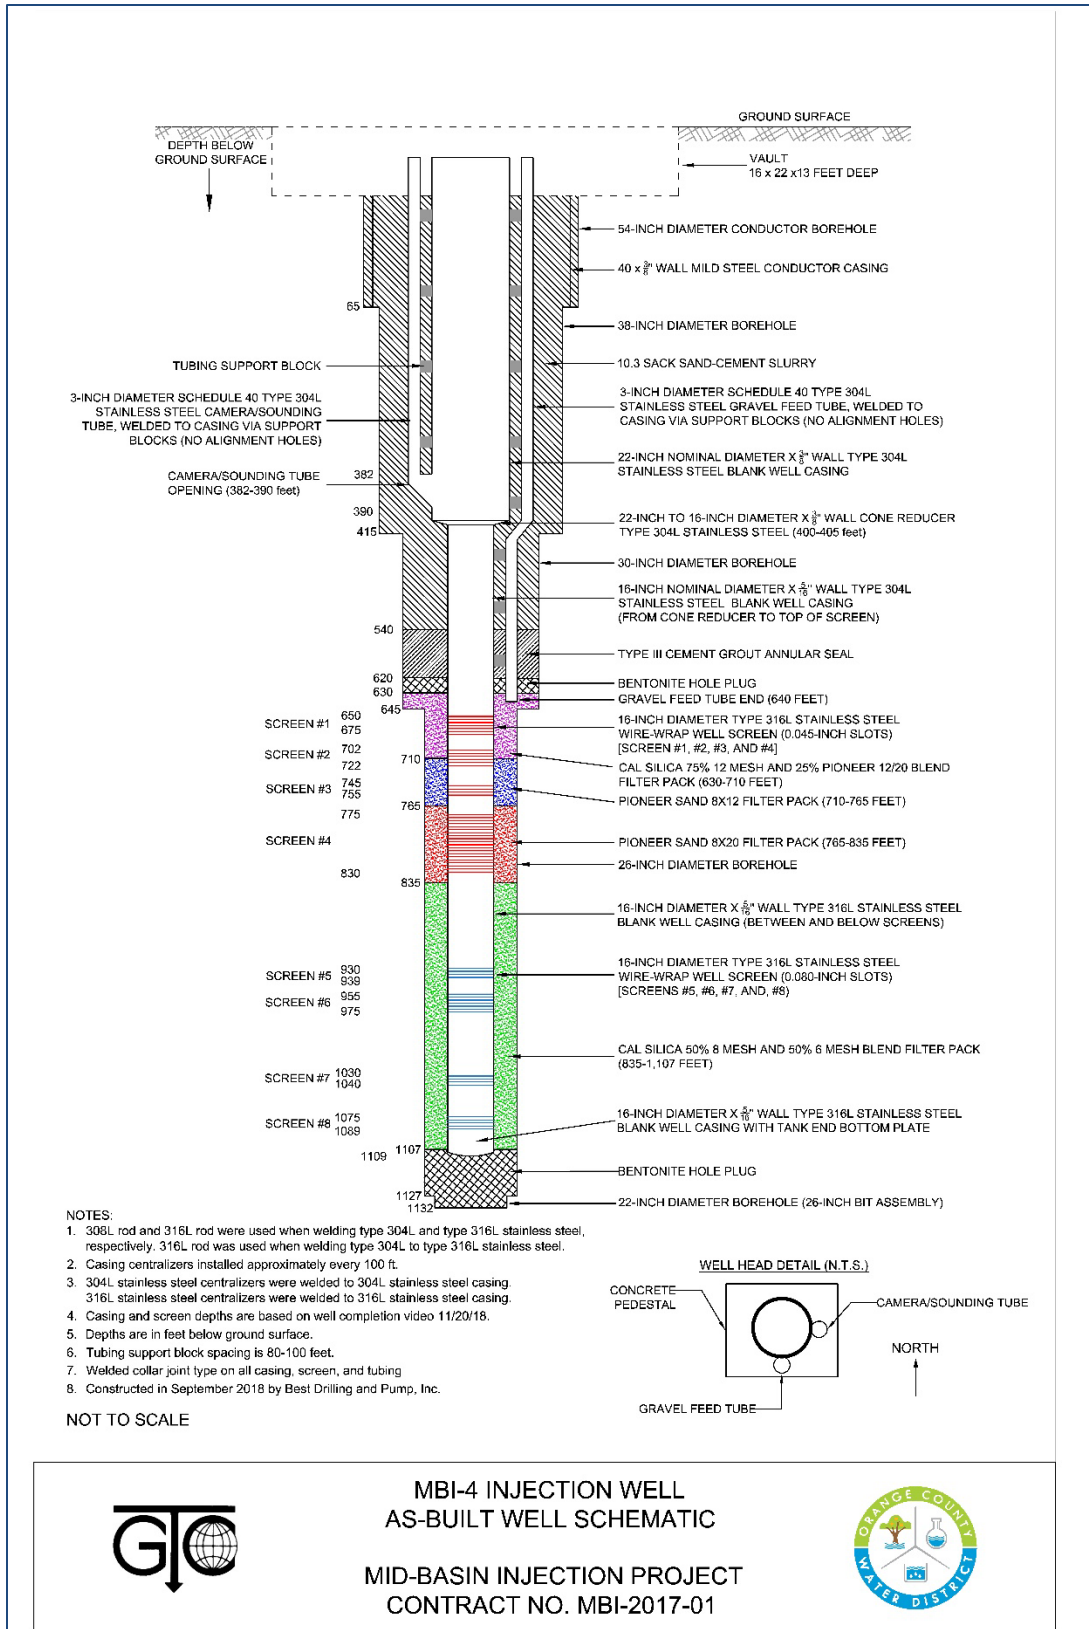 GROUND SURFACE
DEPTH BELOW
GROUND SURFACE
VAULT
16 x 22 x13 FEET DEEP
54-INCH DIAMETER CONDUCTOR BOREHOLE
40 x 3/8" WALL MILD STEEL CONDUCTOR CASING
65
38-INCH DIAMETER BOREHOLE
TUBING SUPPORT BLOCK
10.3 SACK SAND-CEMENT SLURRY
3-INCH DIAMETER SCHEDULE 40 TYPE 304L
STAINLESS STEEL CAMERA/SOUNDING
TUBE, WELDED TO CASING VIA SUPPORT
BLOCKS (NO ALIGNMENT HOLES)
3-INCH DIAMETER SCHEDULE 40 TYPE 304L
STAINLESS STEEL GRAVEL FEED TUBE, WELDED TO
CASING VIA SUPPORT BLOCKS (NO ALIGNMENT HOLES)
22-INCH NOMINAL DIAMETER X 3/8" WALL TYPE 304L
STAINLESS STEEL BLANK WELL CASING
CAMERA/SOUNDING TUBE
OPENING (382-390 feet)
382
390
415
22-INCH TO 16-INCH DIAMETER X 3/8" WALL CONE REDUCER
TYPE 304L STAINLESS STEEL (400-405 feet)
30-INCH DIAMETER BOREHOLE
16-INCH NOMINAL DIAMETER X 5/16" WALL TYPE 304L
STAINLESS STEEL BLANK WELL CASING
(FROM CONE REDUCER TO TOP OF SCREEN)
540
TYPE III CEMENT GROUT ANNULAR SEAL
620
BENTONITE HOLE PLUG
630
GRAVEL FEED TUBE END (640 FEET)
645
SCREEN #1
650
675
16-INCH DIAMETER TYPE 316L STAINLESS STEEL
WIRE-WRAP WELL SCREEN (0.045-INCH SLOTS)
[SCREEN #1, #2, #3, AND #4]
SCREEN #2
702
722
710
CAL SILICA 75% 12 MESH AND 25% PIONEER 12/20 BLEND
FILTER PACK (630-710 FEET)
SCREEN #3
745
755
PIONEER SAND 8X12 FILTER PACK (710-765 FEET)
765
775
SCREEN #4
PIONEER SAND 8X20 FILTER PACK (765-835 FEET)
26-INCH DIAMETER BOREHOLE
830
835
16-INCH DIAMETER X 5/16" WALL TYPE 316L STAINLESS STEEL
BLANK WELL CASING (BETWEEN AND BELOW SCREENS)
SCREEN #5
930
939
16-INCH DIAMETER TYPE 316L STAINLESS STEEL
WIRE-WRAP WELL SCREEN (0.080-INCH SLOTS)
[SCREENS #5, #6, #7, AND, #8)
SCREEN #6
955
975
CAL SILICA 50% 8 MESH AND 50% 6 MESH BLEND FILTER PACK
(835-1,107 FEET)
SCREEN #7
1030
1040
SCREEN #8
1075
1089
16-INCH DIAMETER X 5/16" WALL TYPE 316L STAINLESS STEEL
BLANK WELL CASING WITH TANK END BOTTOM PLATE
1107
1109
BENTONITE HOLE PLUG
1127
1132
22-INCH DIAMETER BOREHOLE (26-INCH BIT ASSEMBLY)
NOTES:
1. 308L rod and 316L rod were used when welding type 304L and type 316L stainless steel,
respectively. 316L rod was used when welding type 304L to type 316L stainless steel.
2. Casing centralizers installed approximately every 100 ft.
3. 304L stainless steel centralizers were welded to 304L stainless steel casing.
316L stainless steel centralizers were welded to 316L stainless steel casing.
4. Casing and screen depths are based on well completion video 11/20/18.
5. Depths are in feet below ground surface.
6. Tubing support block spacing is 80-100 feet.
7. Welded collar joint type on all casing, screen, and tubing
8. Constructed in September 2018 by Best Drilling and Pump, Inc.
NOT TO SCALE
WELL HEAD DETAIL (N.T.S.)
CONCRETE
PEDESTAL
CAMERA/SOUNDING TUBE
NORTH
GRAVEL FEED TUBE
GTC
MBI-4 INJECTION WELL
AS-BUILT WELL SCHEMATIC
MID-BASIN INJECTION PROJECT
CONTRACT NO. MBI-2017-01
ORANGE COUNTY
WATER DISTRICT